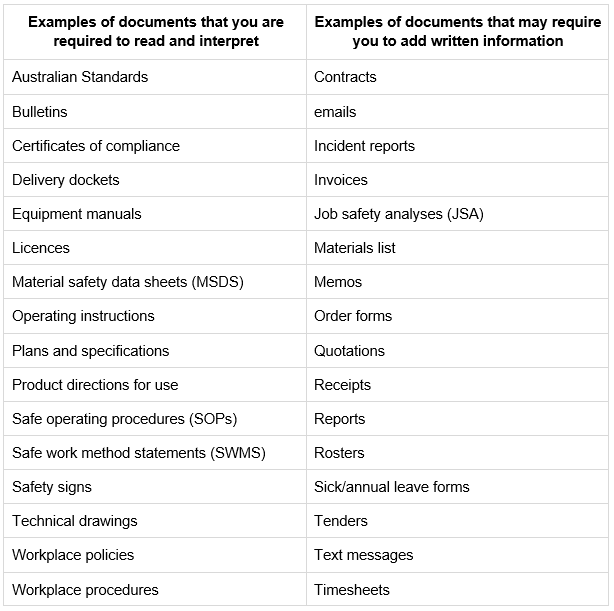 Examples of documents that you are required to read and interpret
Examples of documents that may require you to add written information
Australian Standards
Contracts
Bulletins
emails
Certificates of compliance
Incident reports
Delivery dockets
Invoices
Equipment manuals
Job safety analyses (JSA)
Licences
Materials list
Material safety data sheets (MSDS)
Memos
Operating instructions
Order forms
Plans and specifications
Quotations
Product directions for use
Receipts
Safe operating procedures (SOPs)
Reports
Safe work method statements (SWMS)
Rosters
Safety signs
Sick/annual leave forms
Technical drawings
Tenders
Workplace policies
Text messages
Workplace procedures
Timesheets